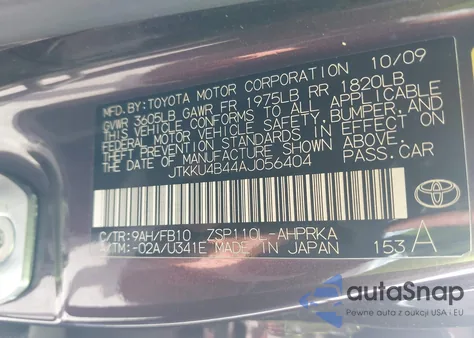 10/09
MFD.BY:TOYOTA MOTOR CORPORATION
GVWR 3605LB GAWR FR 1975LB RR 1820LB
THIS VEHICLE CONFORMS TO ALL APPLICABLE
FEDERAL MOTOR VEHICLE SAFETY, BUMPER, AND
THEFT PREVENTION STANDARDS IN EFFECT ON
THE DATE OF MANUFACTURE SHOWN ABOVE.
JTKKU4B44AJ056404 PASS.CAR
C/TR:9AH/FB10 ZSP110L-AHPRKA
A/TM:-02A/U341E MADE IN JAPAN
153 A
TOYOTA
autoSnap
Pewne auto z aukcji USA - EU